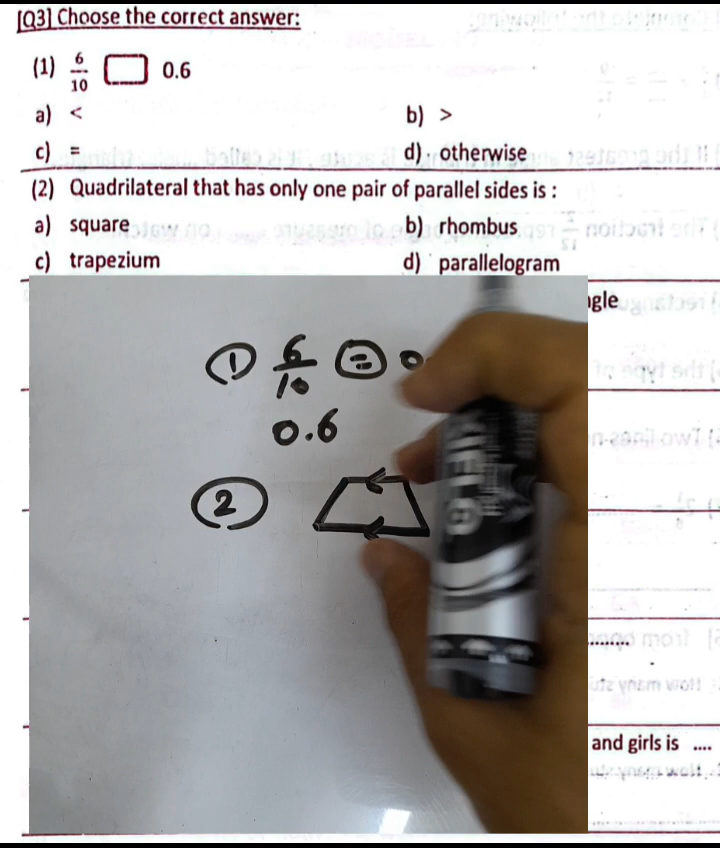 [Q3] Choose the correct answer:
(1) 6/10 0.6
a) < b) >
c) = d) otherwise
(2) Quadrilateral that has only one pair of parallel sides is :
a) square b) rhombus
c) trapezium d) parallelogram
① 6/10 =
0.6
②
and girls is ....